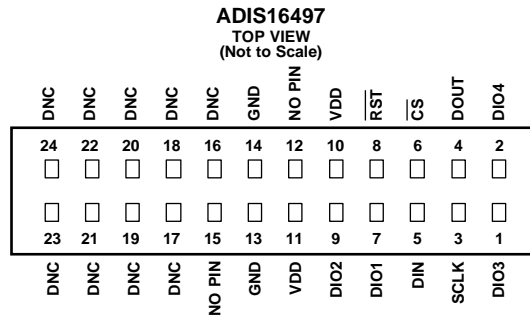 ADIS16497
TOP VIEW
(Not to Scale)
DNC DNC DNC DNC DNC GND NO PIN VDD RST CS DOUT DIO4
24 22 20 18 16 14 12 10 8 6 4 2
23 21 19 17 15 13 11 9 7 5 3 1
DNC DNC DNC DNC NO PIN GND VDD DIO2 DIO1 DIN SCLK DIO3